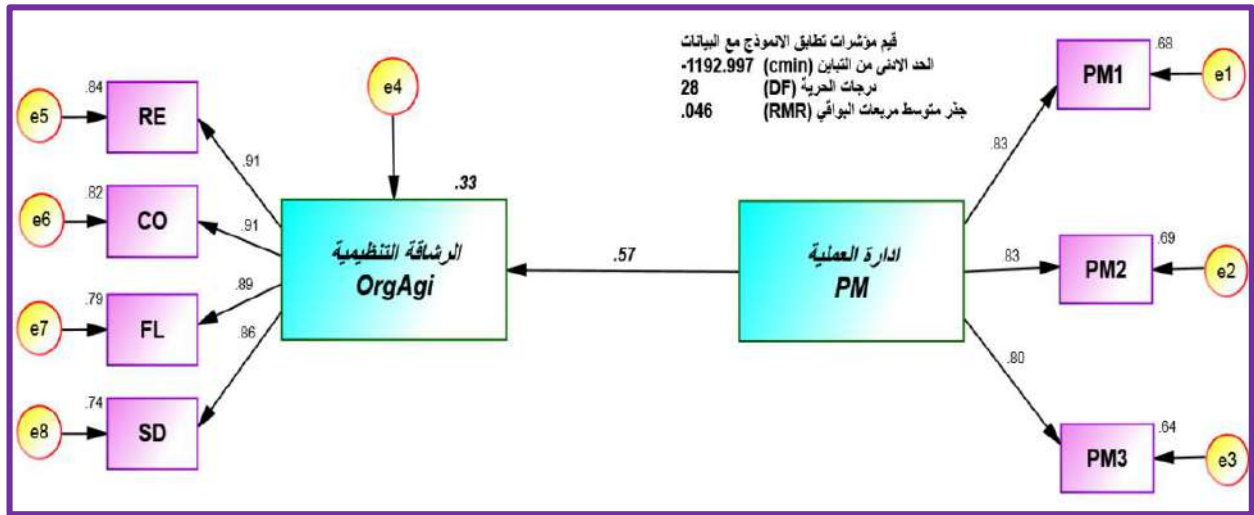 قيم مؤشرات تطابق الانموذج مع البيانات
الحد الادنى من التباين (cmin) -1192.997
درجات الحرية (DF) 28
جذر متوسط مربعات البواقي (RMR) .046
e4
.84
e5
RE
.91
.82
e6
CO
.91
.79
e7
FL
.89
.74
e8
SD
.86
.33
الرشاقة التنظيمية
OrgAgi
.57
ادارة العملية
PM
.68
PM1
e1
.83
.69
PM2
e2
.83
.64
PM3
e3
.80